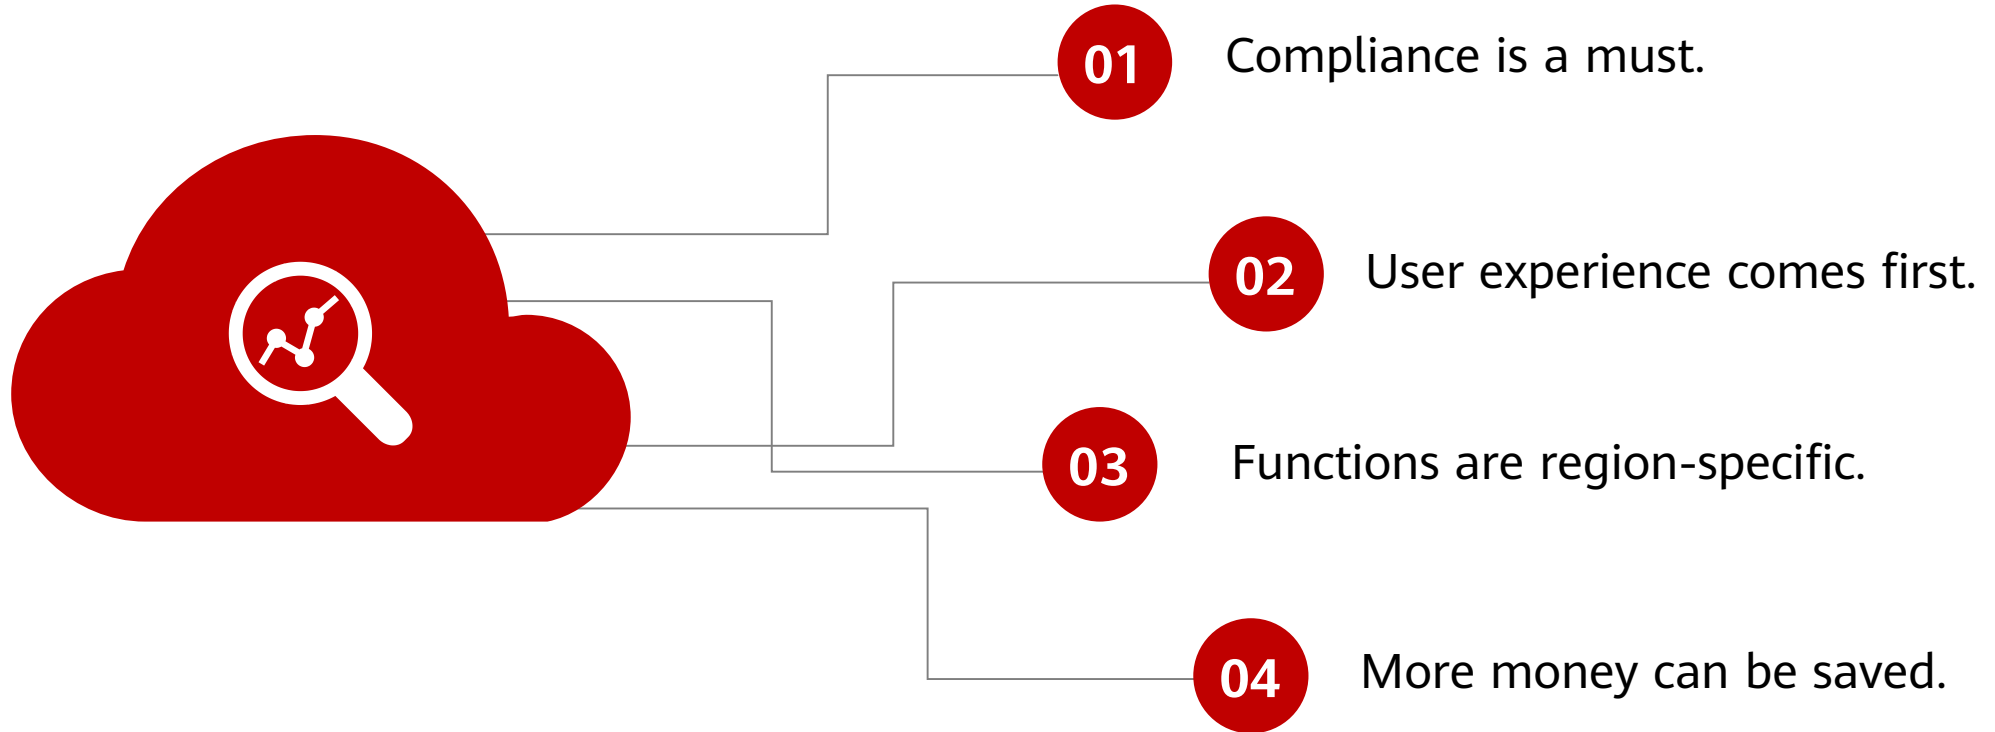 01 Compliance is a must.
02 User experience comes first.
03 Functions are region-specific.
04 More money can be saved.